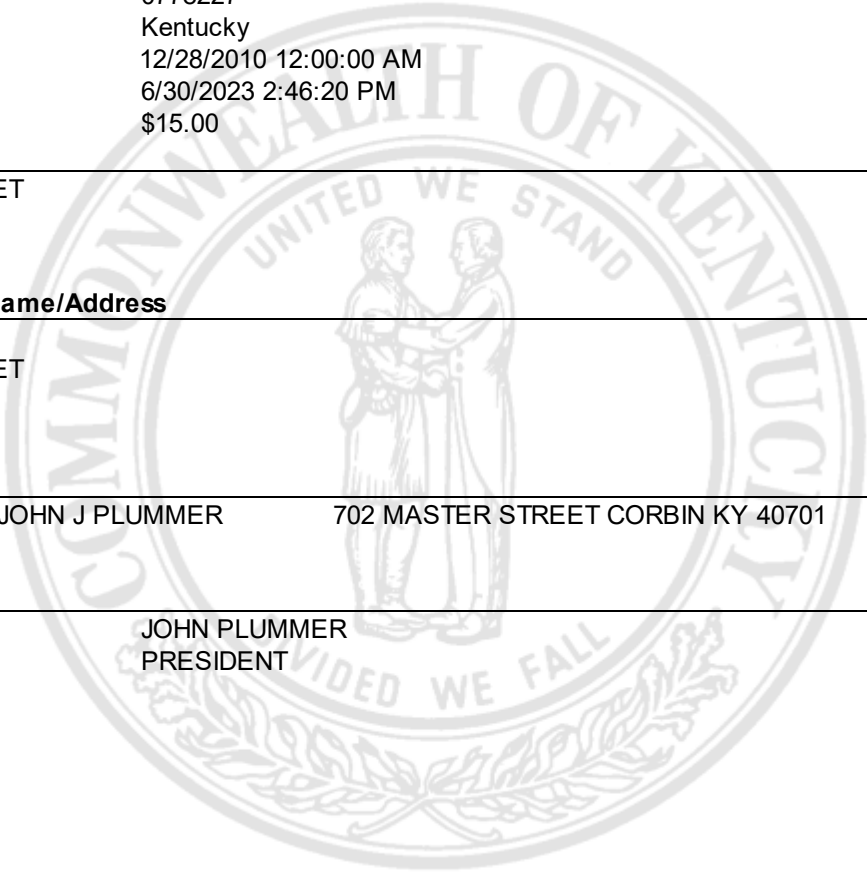 Kentucky
12/28/2010 12:00:00 AM
6/30/2023 2:46:20 PM
$15.00
ET
ame/Address
ET
JOHN J PLUMMER 702 MASTER STREET CORBIN KY 40701
JOHN PLUMMER
PRESIDENT
COMMONWEALTH OF KENTUCKY
UNITED WE STAND
DIVIDED WE FALL